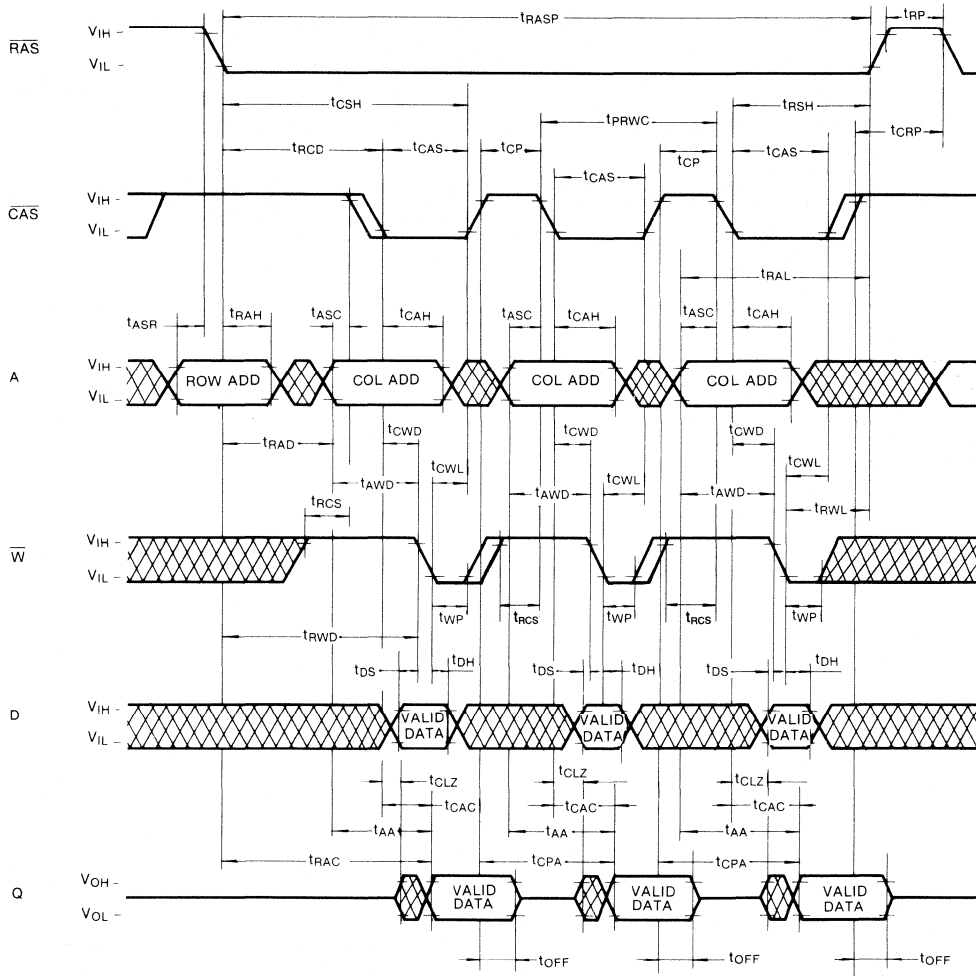 tRASP tRP
RAS VIH VIL
tCSH tRSH
tPRWC
tCRP
tRCD tCAS tCP tCP tCAS
tCAS
CAS VIH VIL
tRAL
tASR tRAH tASC tCAH tASC tCAH tASC tCAH
A VIH VIL ROW ADD COL ADD COL ADD COL ADD
tCWD tCWD tCWD
tRAD tCWL tCWL tCWL
tAWD tAWD tAWD
tRCS tRWL
W VIH VIL
tWP tRCS tWP tRCS tWP
tRWD
tDS tDH tDS tDH tDS tDH
D VIH VIL VALID DATA VALID DATA VALID DATA
tCLZ tCLZ tCLZ
tCAC tCAC tCAC
tAA tAA tAA
tRAC tCPA tCPA
Q VOH VOL VALID DATA VALID DATA VALID DATA
tOFF tOFF tOFF